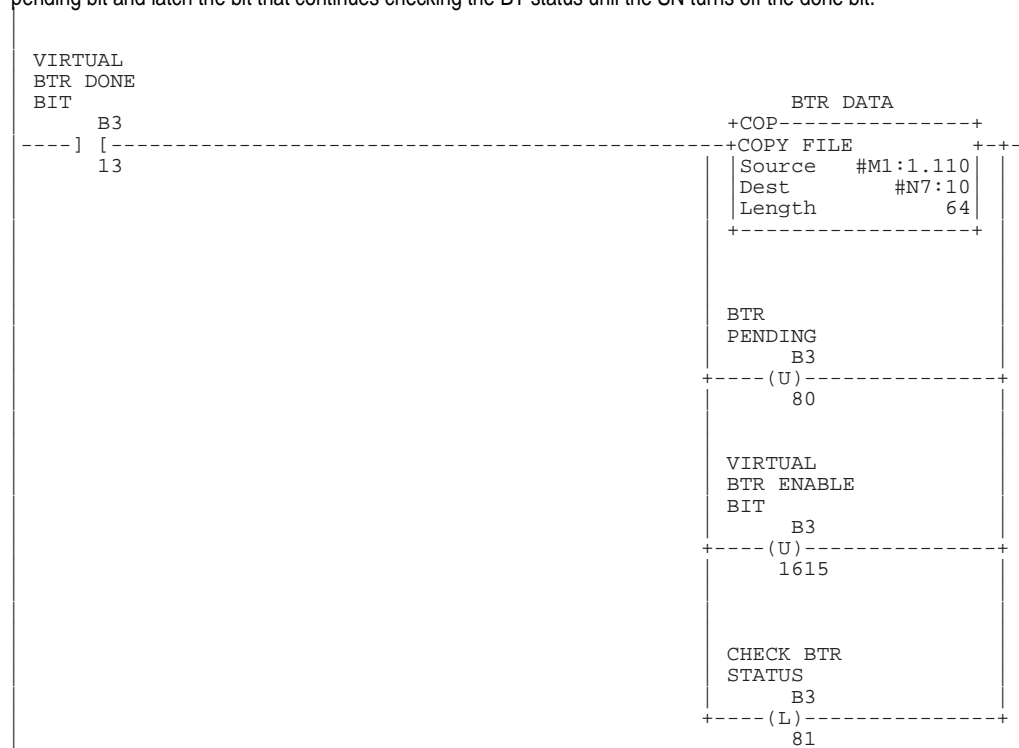 pending bit and latch the bit that continues checking the BT status until the SN turns off the done bit.
VIRTUAL
BTR DONE
BIT
B3
----] [----
13
BTR DATA
+COP---------------+
+COPY FILE +-+-
|Source #M1:1.110|
|Dest #N7:10|
|Length 64|
+------------------+
BTR
PENDING
B3
+----(U)---------------+
80
VIRTUAL
BTR ENABLE
BIT
B3
+----(U)---------------+
1615
CHECK BTR
STATUS
B3
+----(L)---------------+
81